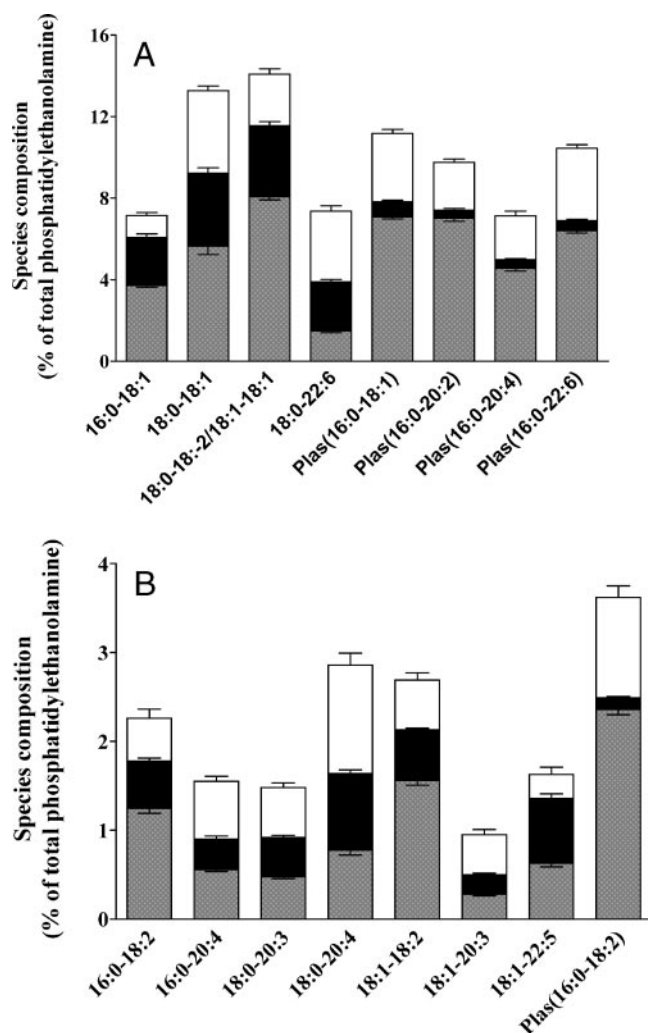 A
Species composition
(% of total phosphatidylethanolamine)
16
12
8
4
0
16:0-18:1
18:0-18:1
18:0-18:-2/18:1-18:1
18:0-22:6
Plas(16:0-18:1)
Plas(16:0-20:2)
Plas(16:0-20:4)
Plas(16:0-22:6)
B
Species composition
(% of total phosphatidylethanolamine)
4
3
2
1
0
16:0-18:2
16:0-20:4
18:0-20:3
18:0-20:4
18:1-18:2
18:1-20:3
18:1-22:5
Plas(16:0-18:2)